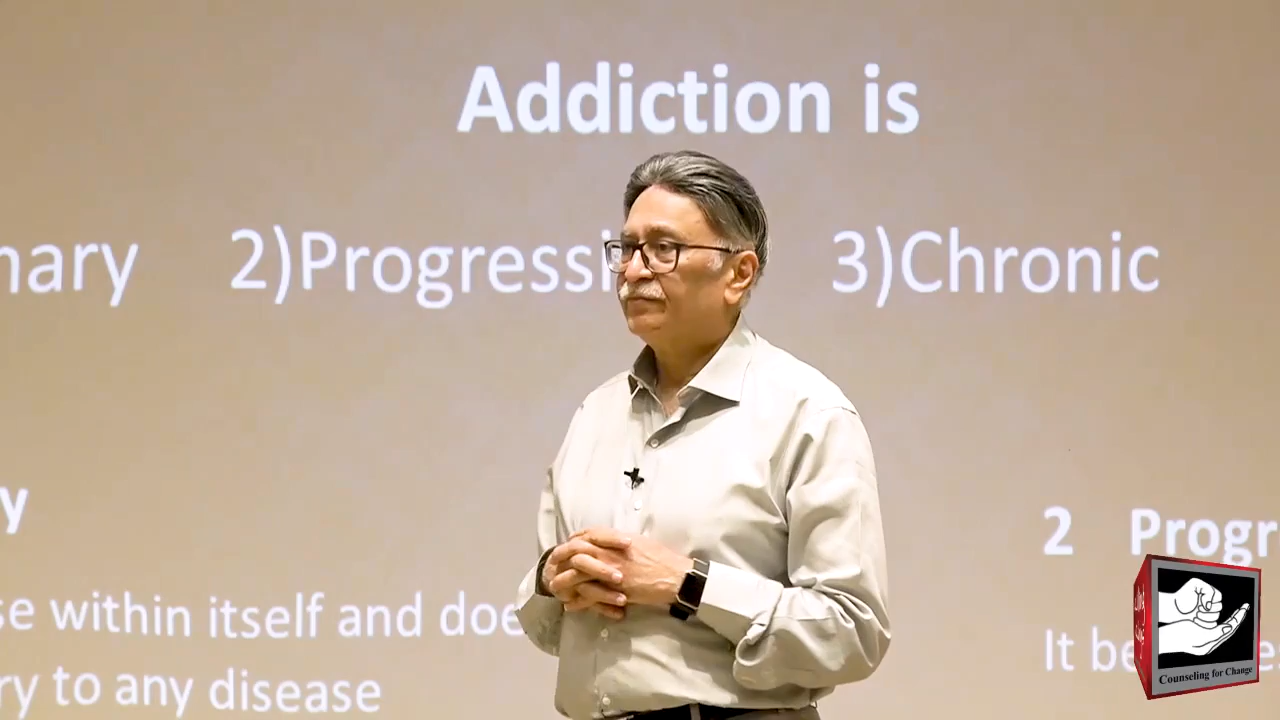 Addiction is
nary 2)Progressi 3)Chronic
y
2 Progr
se within itself and doe
ry to any disease
It be
Counseling for Change